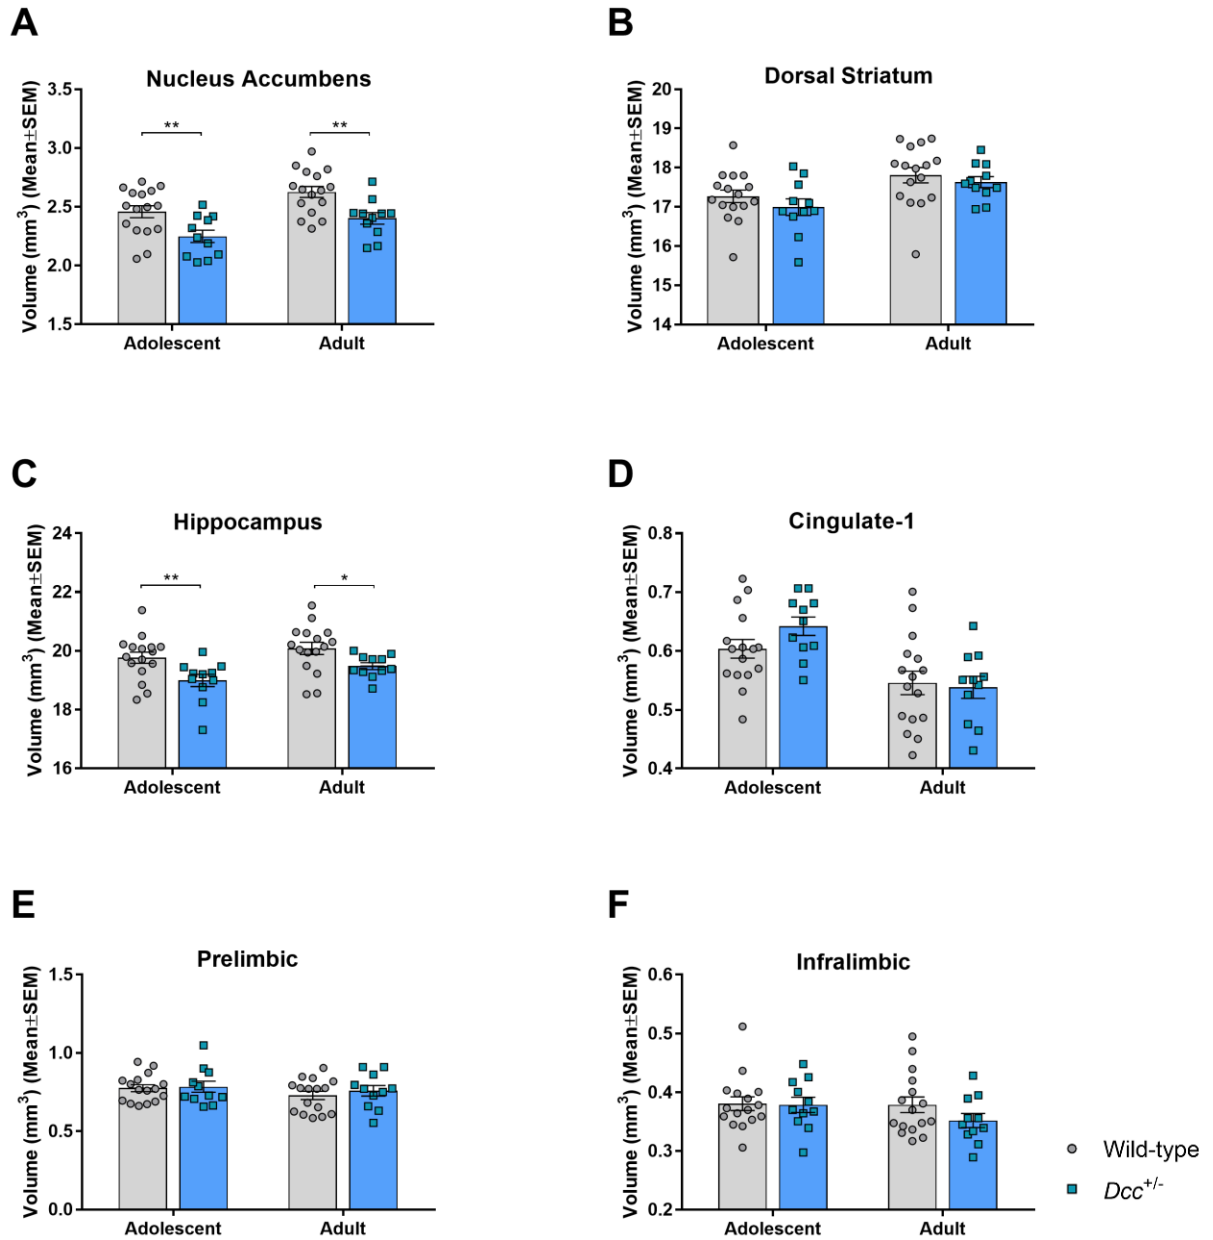 A
Nucleus Accumbens
Volume (mm³) (Mean±SEM)
3.5
3.0
2.5
2.0
1.5
**
**
Adolescent
Adult
B
Dorsal Striatum
Volume (mm³) (Mean±SEM)
20
19
18
17
16
15
14
Adolescent
Adult
C
Hippocampus
Volume (mm³) (Mean±SEM)
24
22
20
18
16
**
*
Adolescent
Adult
D
Cingulate-1
Volume (mm³) (Mean±SEM)
0.8
0.7
0.6
0.5
0.4
Adolescent
Adult
E
Prelimbic
Volume (mm³) (Mean±SEM)
1.5
1.0
0.5
0.0
Adolescent
Adult
F
Infralimbic
Volume (mm³) (Mean±SEM)
0.6
0.5
0.4
0.3
0.2
Adolescent
Adult
Wild-type
Dcc⁺/⁻